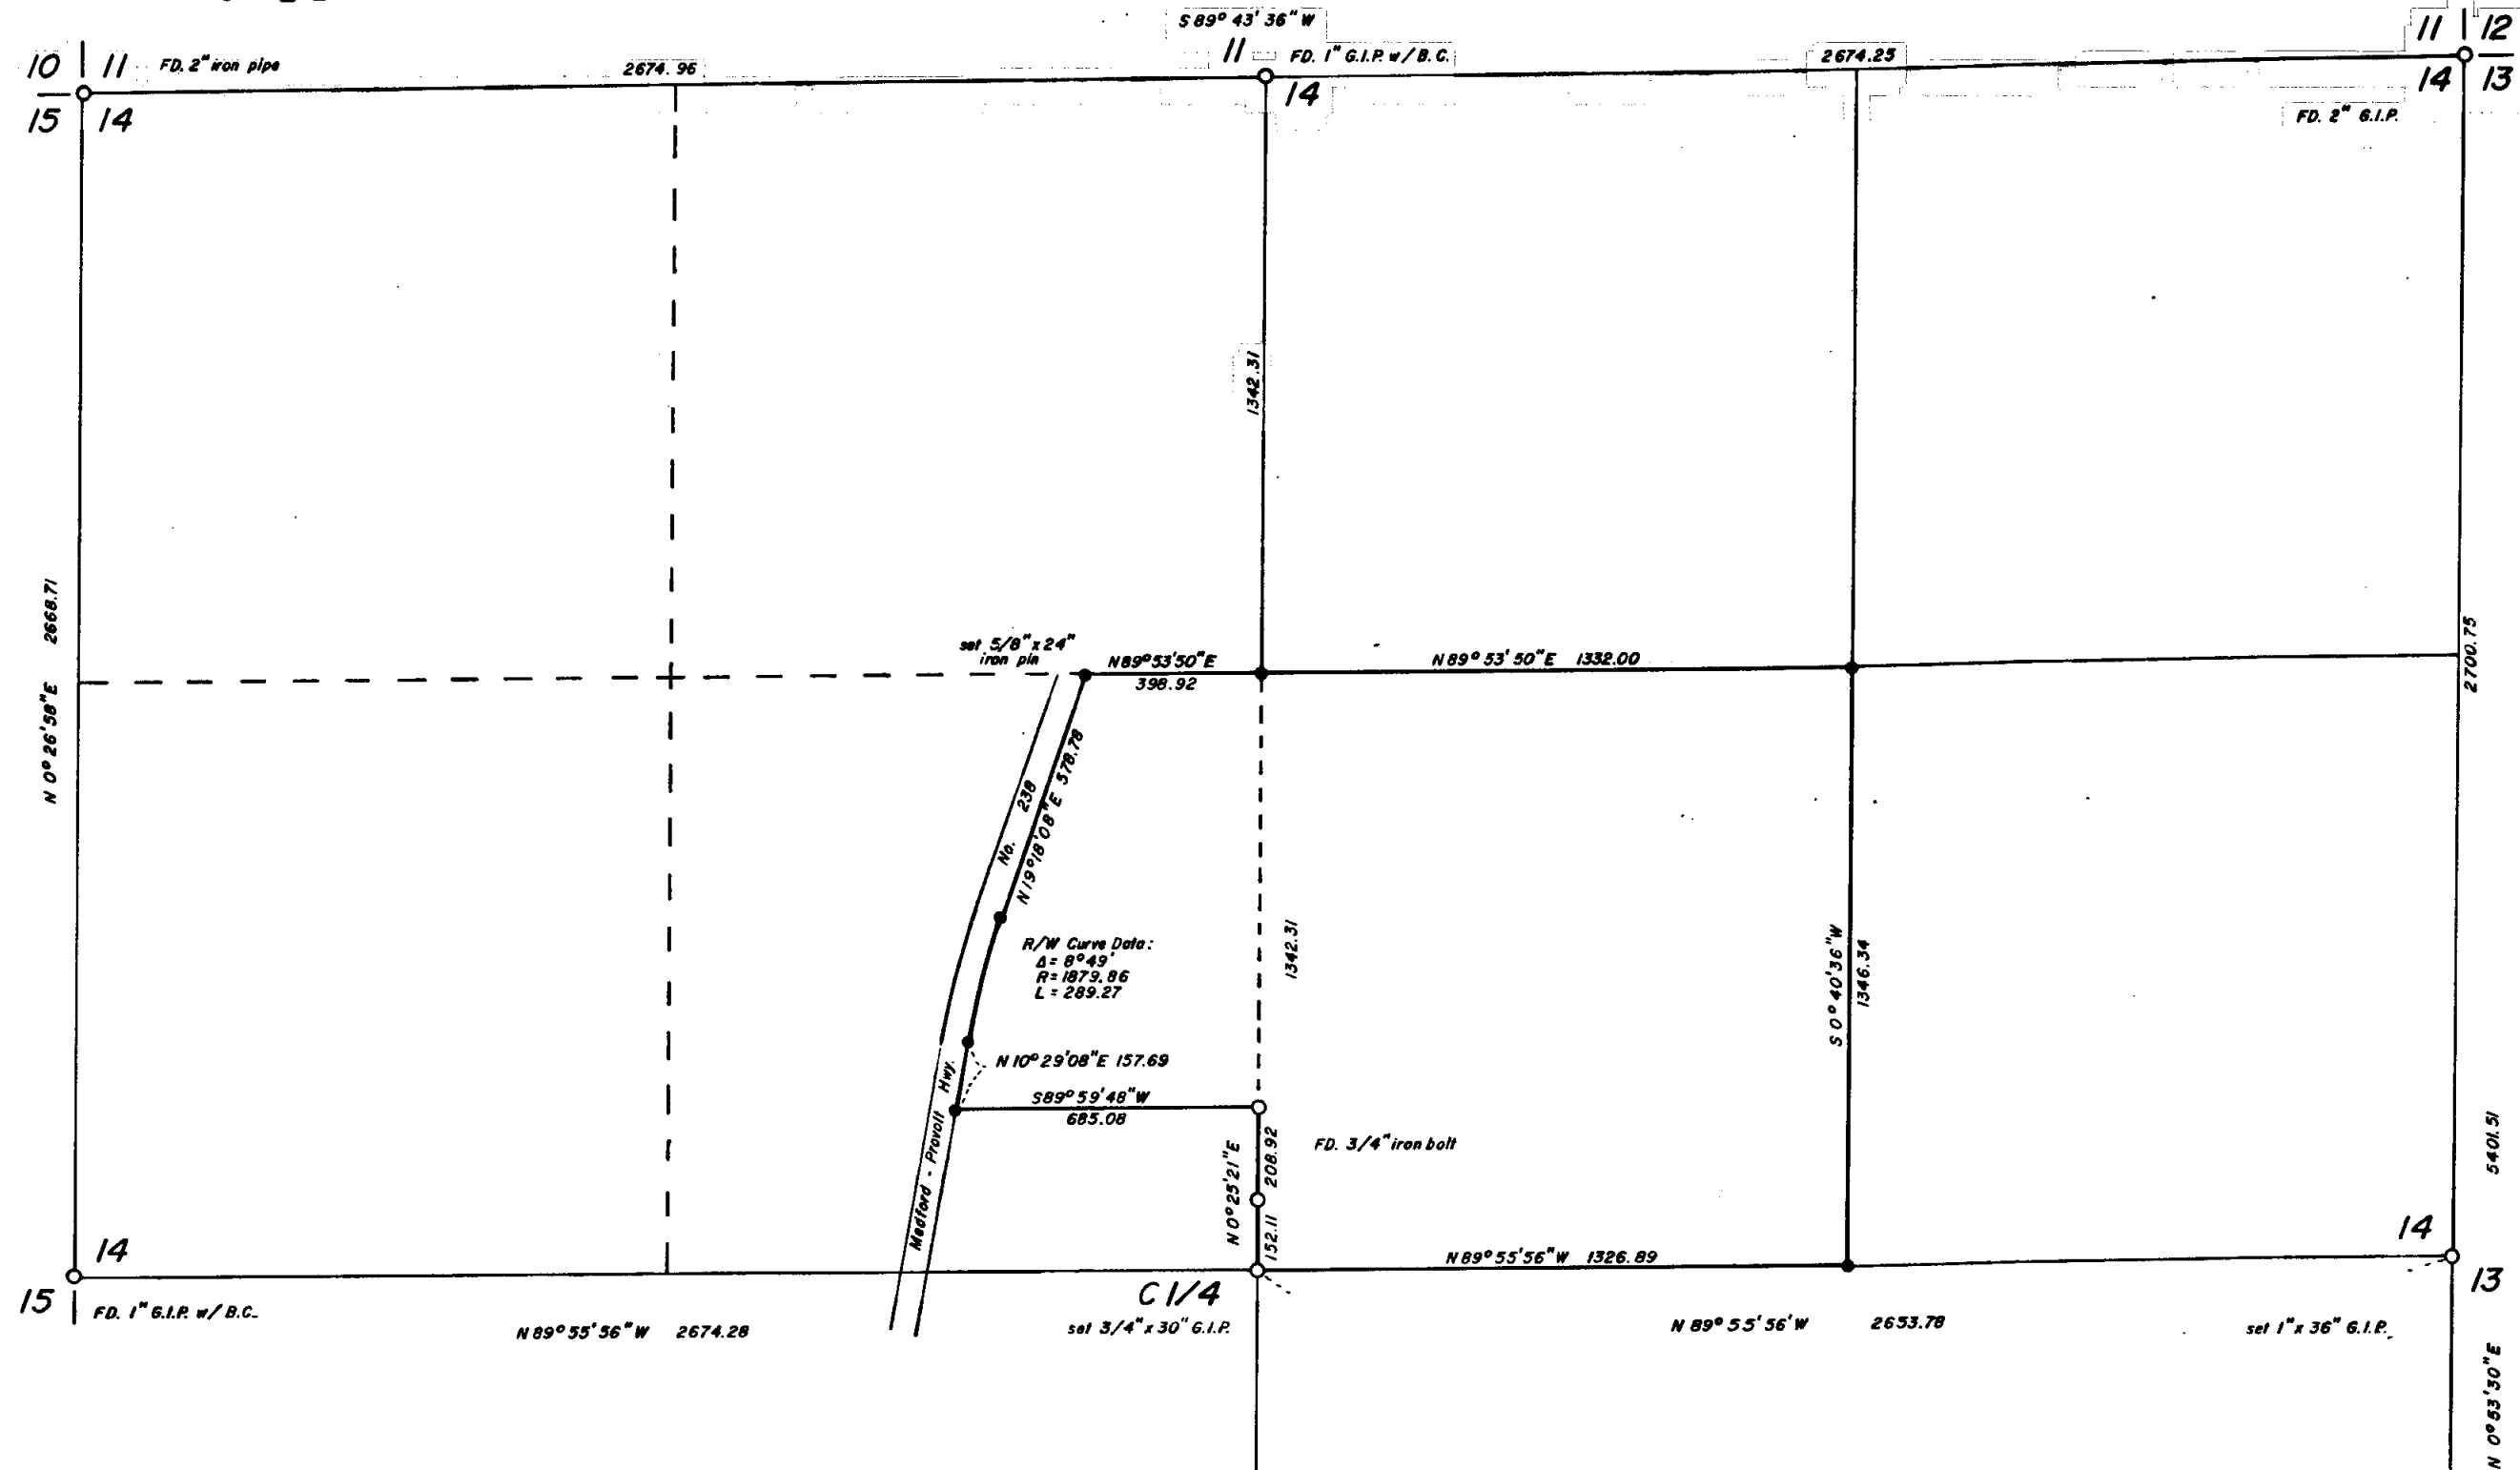 S 89° 43' 36" W
10 11 FD. 2" iron pipe
2674.96
11 FD. 1" G.I.P. w/ B.C.
2674.25
11 12
15 14
14
14 13
FD. 2" G.I.P.
1342.31
N 0° 26' 58" E 2668.71
set 5/8" x 24"
iron pin
N 89° 53' 50" E
398.92
N 89° 53' 50" E 1332.00
2700.75
No. 238
N 19° 18' 08" E 578.78
R/W Curve Data:
Δ = 8° 49'
R = 1879.86
L = 289.27
1342.31
S 0° 40' 36" W
1346.34
N 10° 29' 08" E 157.69
Medford - Provolt Hwy.
S 89° 59' 48" W
685.08
N 0° 25' 21" E
208.92
152.11
FD. 3/4" iron bolt
5401.51
14
15
FD. 1" G.I.P. w/ B.C.
N 89° 55' 56" W 2674.28
C 1/4
set 3/4" x 30" G.I.P.
N 89° 55' 56" W 1326.89
N 89° 55' 56" W 2653.78
14
13
set 1" x 36" G.I.P.
N 0° 53' 30" E